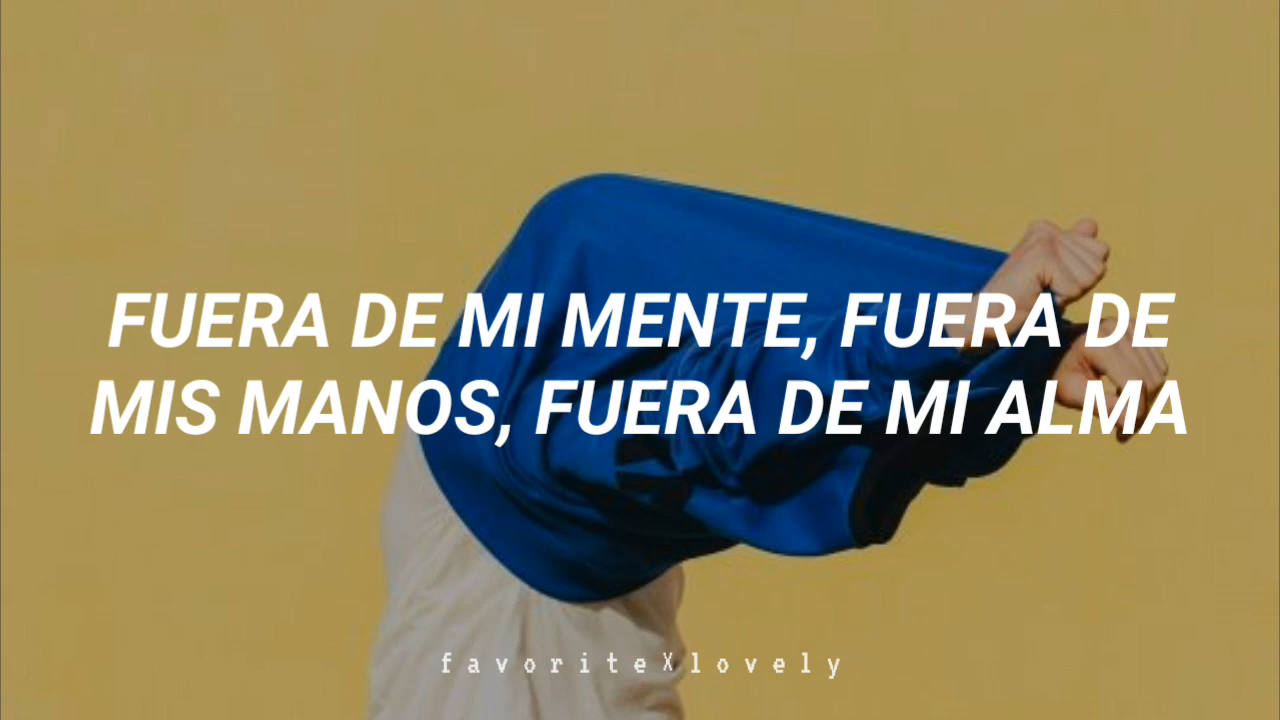 FUERA DE MI MENTE, FUERA DE
MIS MANOS, FUERA DE MI ALMA
favoriteXlovely